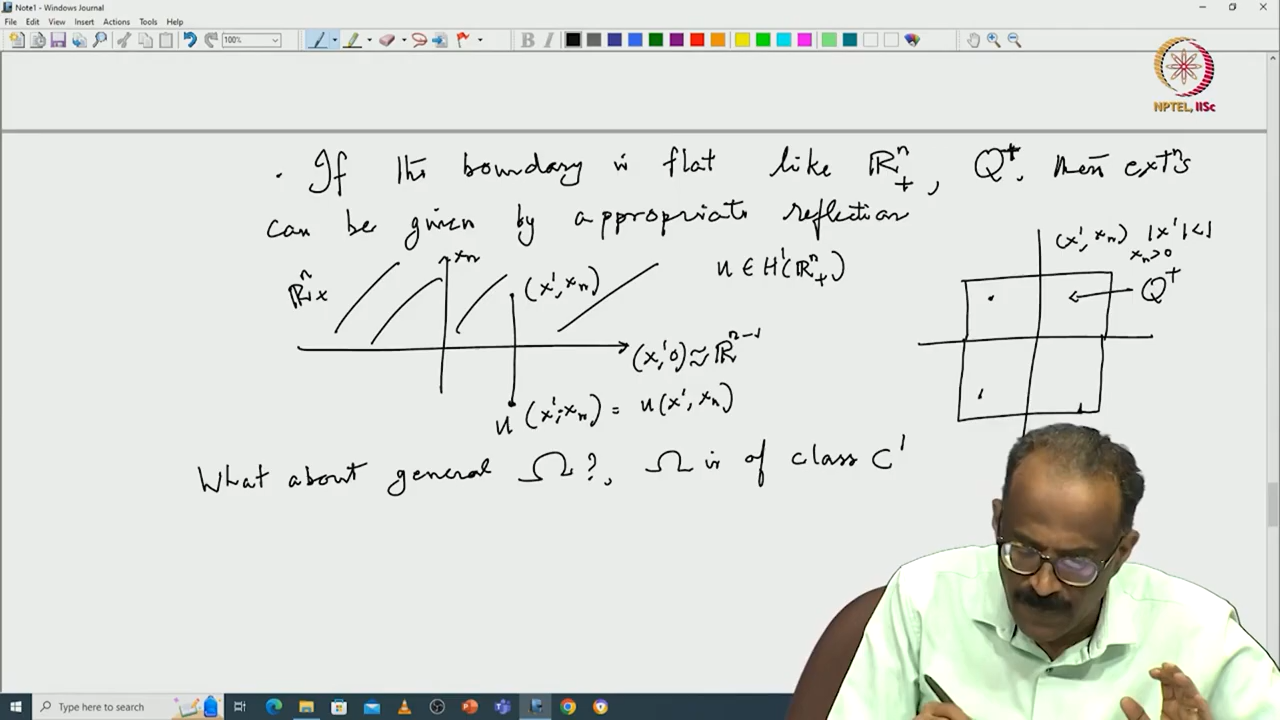 Note1 - Windows Journal
File Edit View Insert Actions Tools Help
100%
B I
NPTEL, IISc
· If the boundary is flat like ℝⁿ₊, Q⁺, then extⁿs
can be given by appropriate reflection
ℝⁿ x
xₙ
(x', xₙ)
u ∈ H¹(ℝⁿ₊)
(x', xₙ) |x'| < 1
xₙ > 0
Q⁺
(x', 0) ≈ ℝⁿ⁻¹
u (x', -xₙ) = u(x', xₙ)
What about general Ω?, Ω is of class C¹
Type here to search